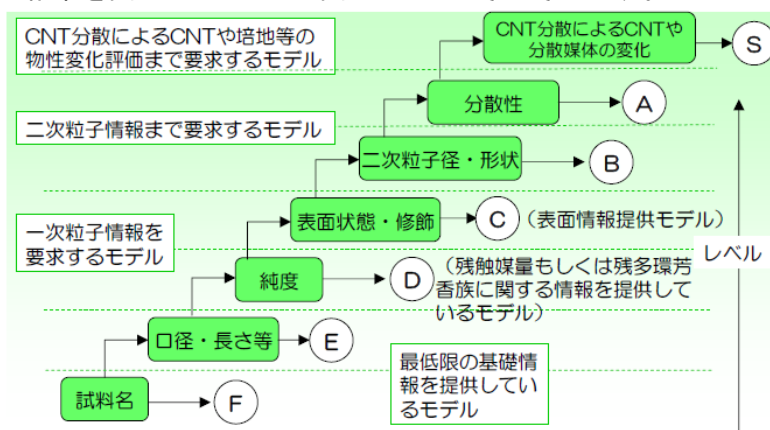 CNT分散によるCNTや培地等の
物性変化評価まで要求するモデル
CNT分散によるCNTや
分散媒体の変化
S
分散性
A
二次粒子情報まで要求するモデル
二次粒子径・形状
B
一次粒子情報を
要求するモデル
表面状態・修飾
C
(表面情報提供モデル)
レベル
純度
D
(残触媒量もしくは残多環芳
香族に関する情報を提供して
いるモデル)
口径・長さ等
E
最低限の基礎情
報を提供してい
るモデル
試料名
F